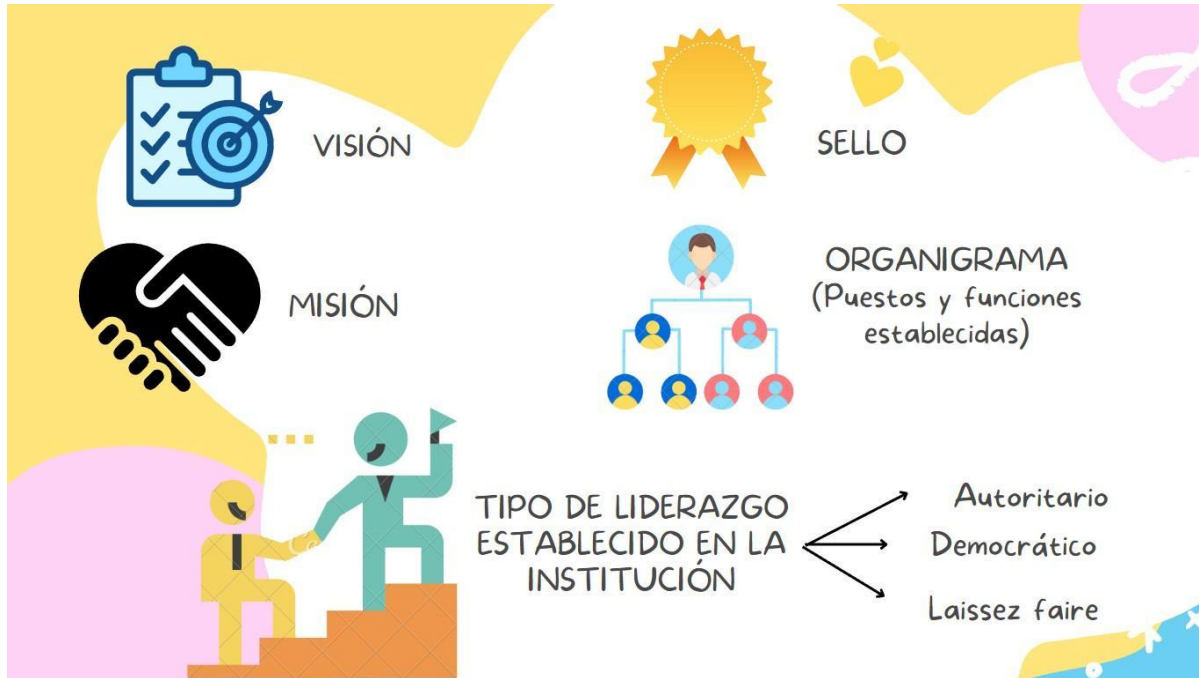 VISIÓN
SELLO
MISIÓN
ORGANIGRAMA
(Puestos y funciones
establecidas)
TIPO DE LIDERAZGO
ESTABLECIDO EN LA
INSTITUCIÓN
Autoritario
Democrático
Laissez faire